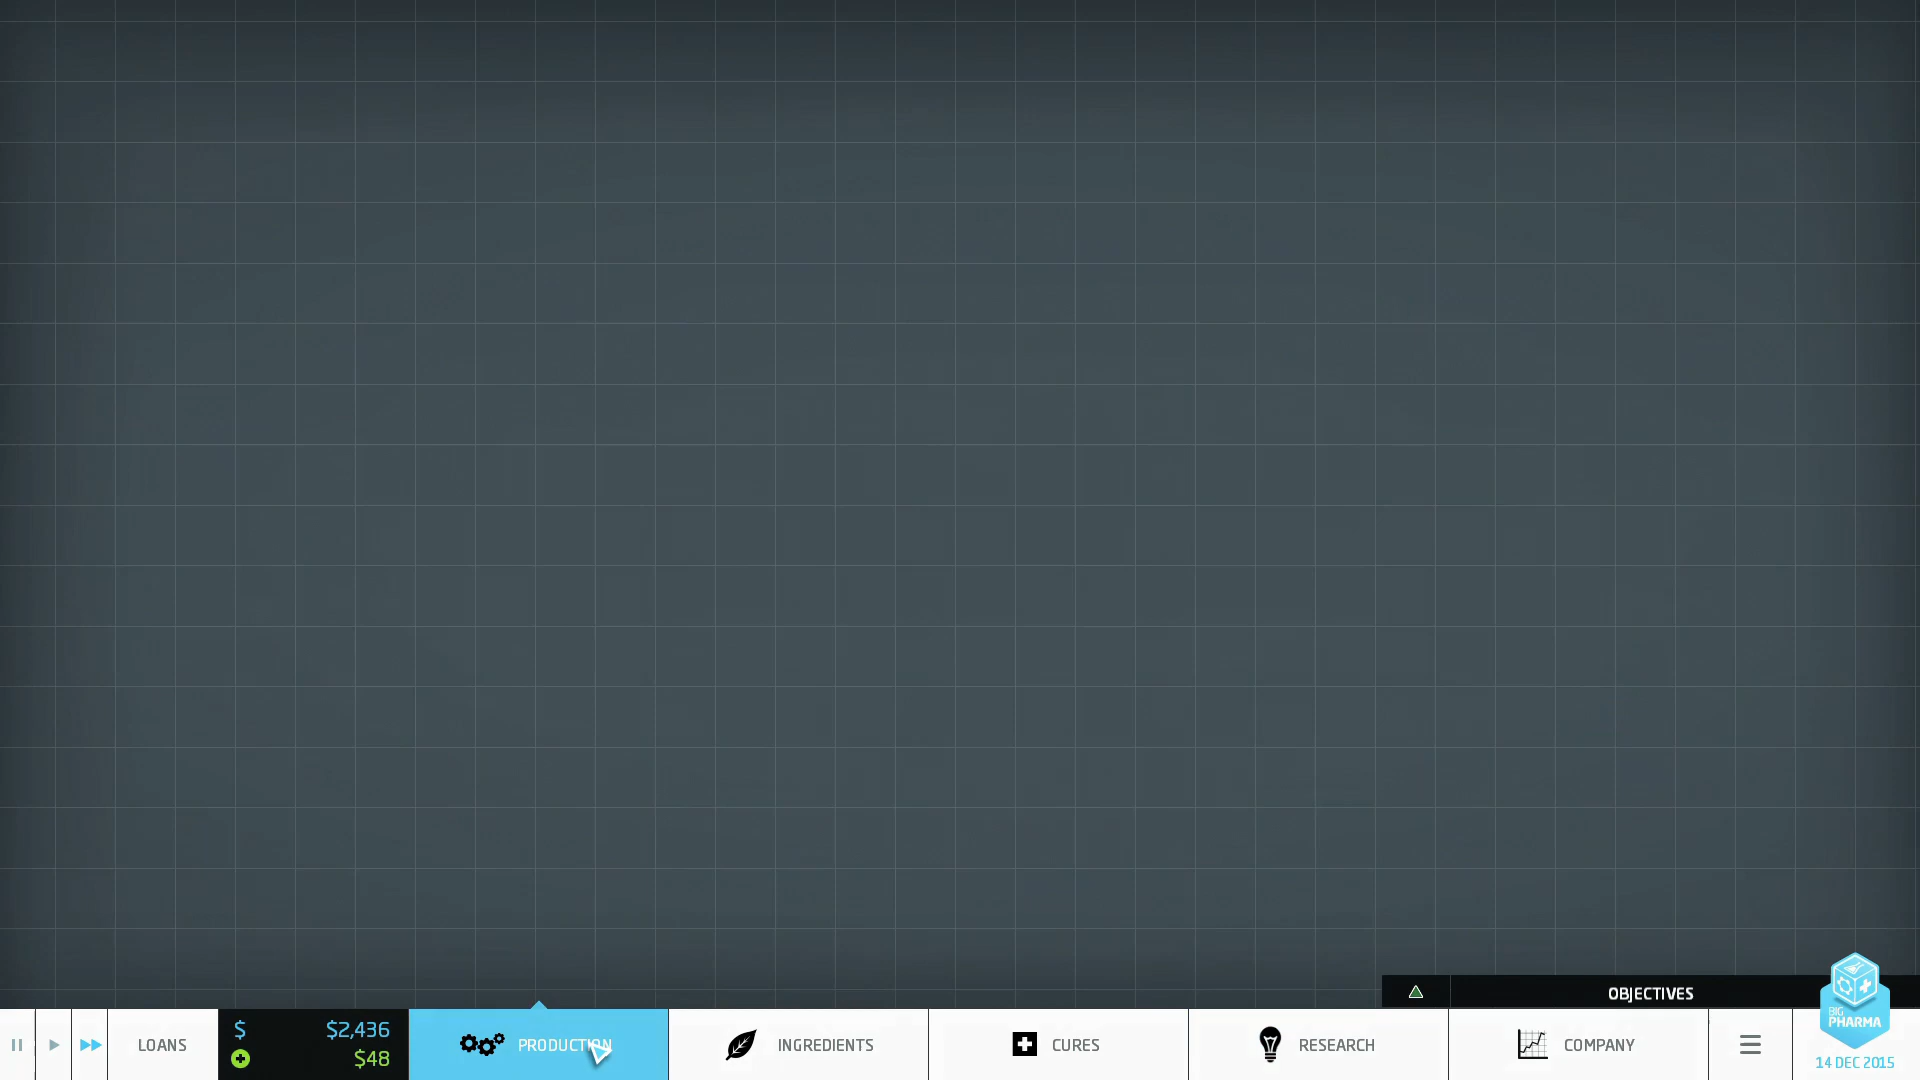 OBJECTIVES
LOANS
$ $2,436
$48
PRODUCTION
INGREDIENTS
CURES
RESEARCH
COMPANY
BIG
PHARMA
14 DEC 2015